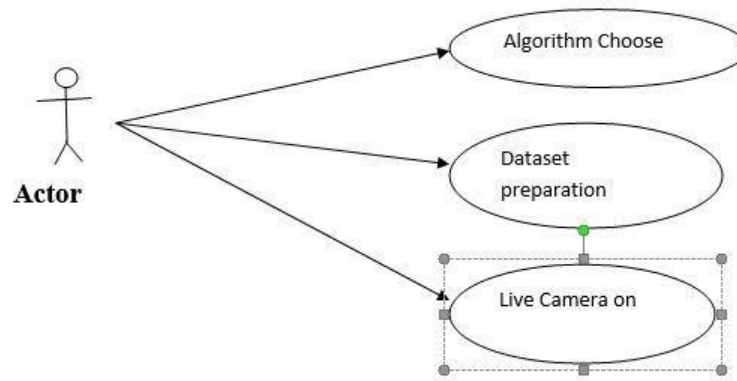 Algorithm Choose
Dataset
preparation
Actor
Live Camera on